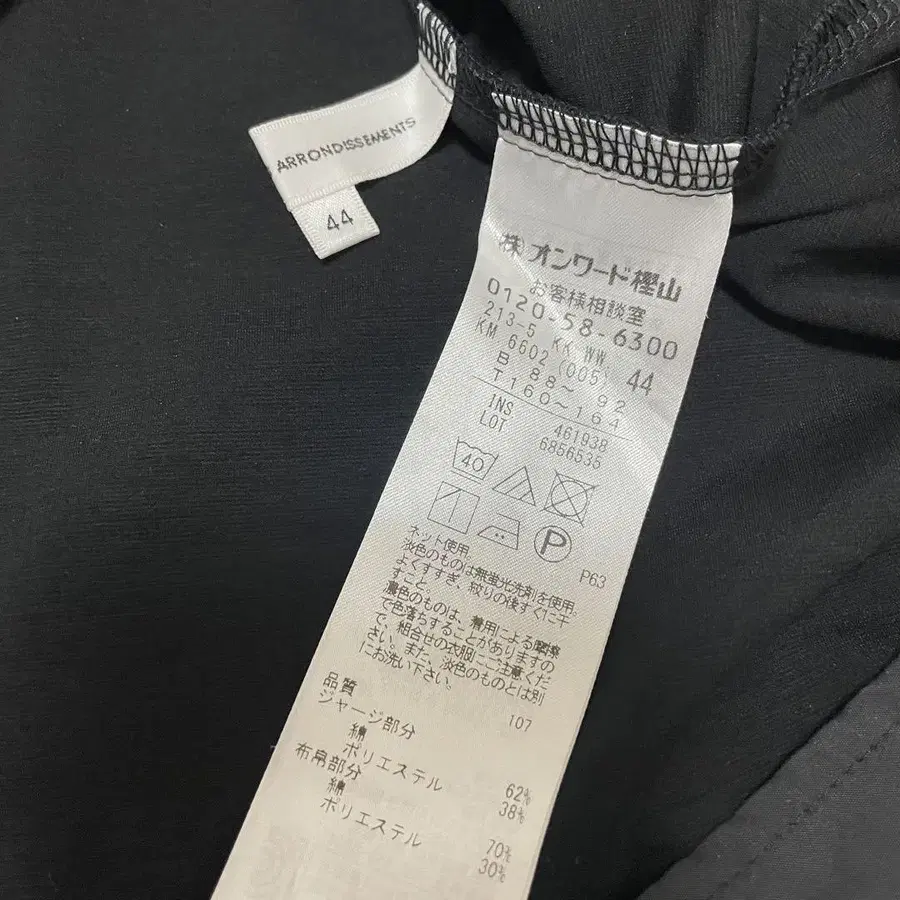 ARRONDISSEMENTS
44
㈱オンワード樫山
お客様相談室
0120-58-6300
213-5 KK WW
KM 6602 (005) 44
B 88～ 92
T160～164
INS 461938
LOT 6856535
40
P
P63
ネット使用。
淡色のものは無蛍光洗剤を使用。
よくすすぎ、絞りの後すぐに干
すこと。
濃色のものは、着用による摩擦
で色落ちすることがありますの
で、組合せの衣服にご注意くだ
さい。また、淡色のものとは別
にお洗い下さい。
107
品質
ジャージ部分
綿 62%
ポリエステル 38%
布帛部分
綿 70%
ポリエステル 30%